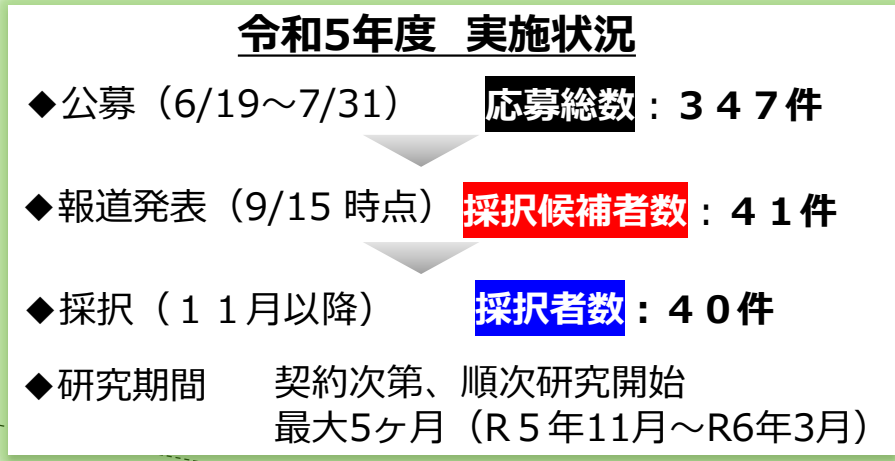 令和5年度 実施状況
◆公募（6/19～7/31） 応募総数：３４７件
◆報道発表（9/15 時点） 採択候補者数：４１件
◆採択（１１月以降） 採択者数：４０件
◆研究期間 契約次第、順次研究開始
最大5ヶ月（R５年11月～R6年3月）